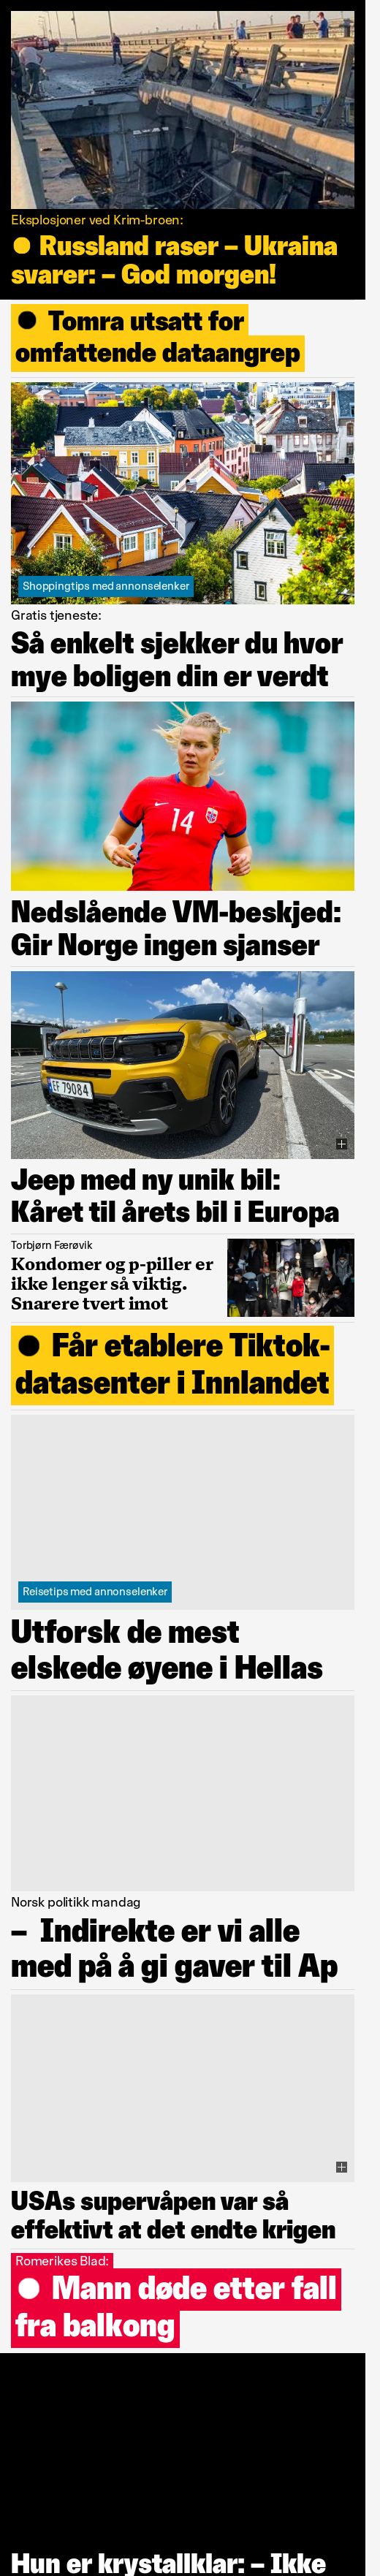 Eksplosjoner ved Krim-broen:
● Russland raser – Ukraina
svarer: – God morgen!
● Tomra utsatt for
omfattende dataangrep
Shoppingtips med annonselenker
Gratis tjeneste:
Så enkelt sjekker du hvor
mye boligen din er verdt
14
Nedslående VM-beskjed:
Gir Norge ingen sjanser
EF 79084
Jeep med ny unik bil:
Kåret til årets bil i Europa
Torbjørn Færøvik
Kondomer og p-piller er
ikke lenger så viktig.
Snarere tvert imot
● Får etablere Tiktok-
datasenter i Innlandet
Reisetips med annonselenker
Utforsk de mest
elskede øyene i Hellas
Norsk politikk mandag
– Indirekte er vi alle
med på å gi gaver til Ap
USAs supervåpen var så
effektivt at det endte krigen
Romerikes Blad:
● Mann døde etter fall
fra balkong
Hun er krystallklar: – Ikke